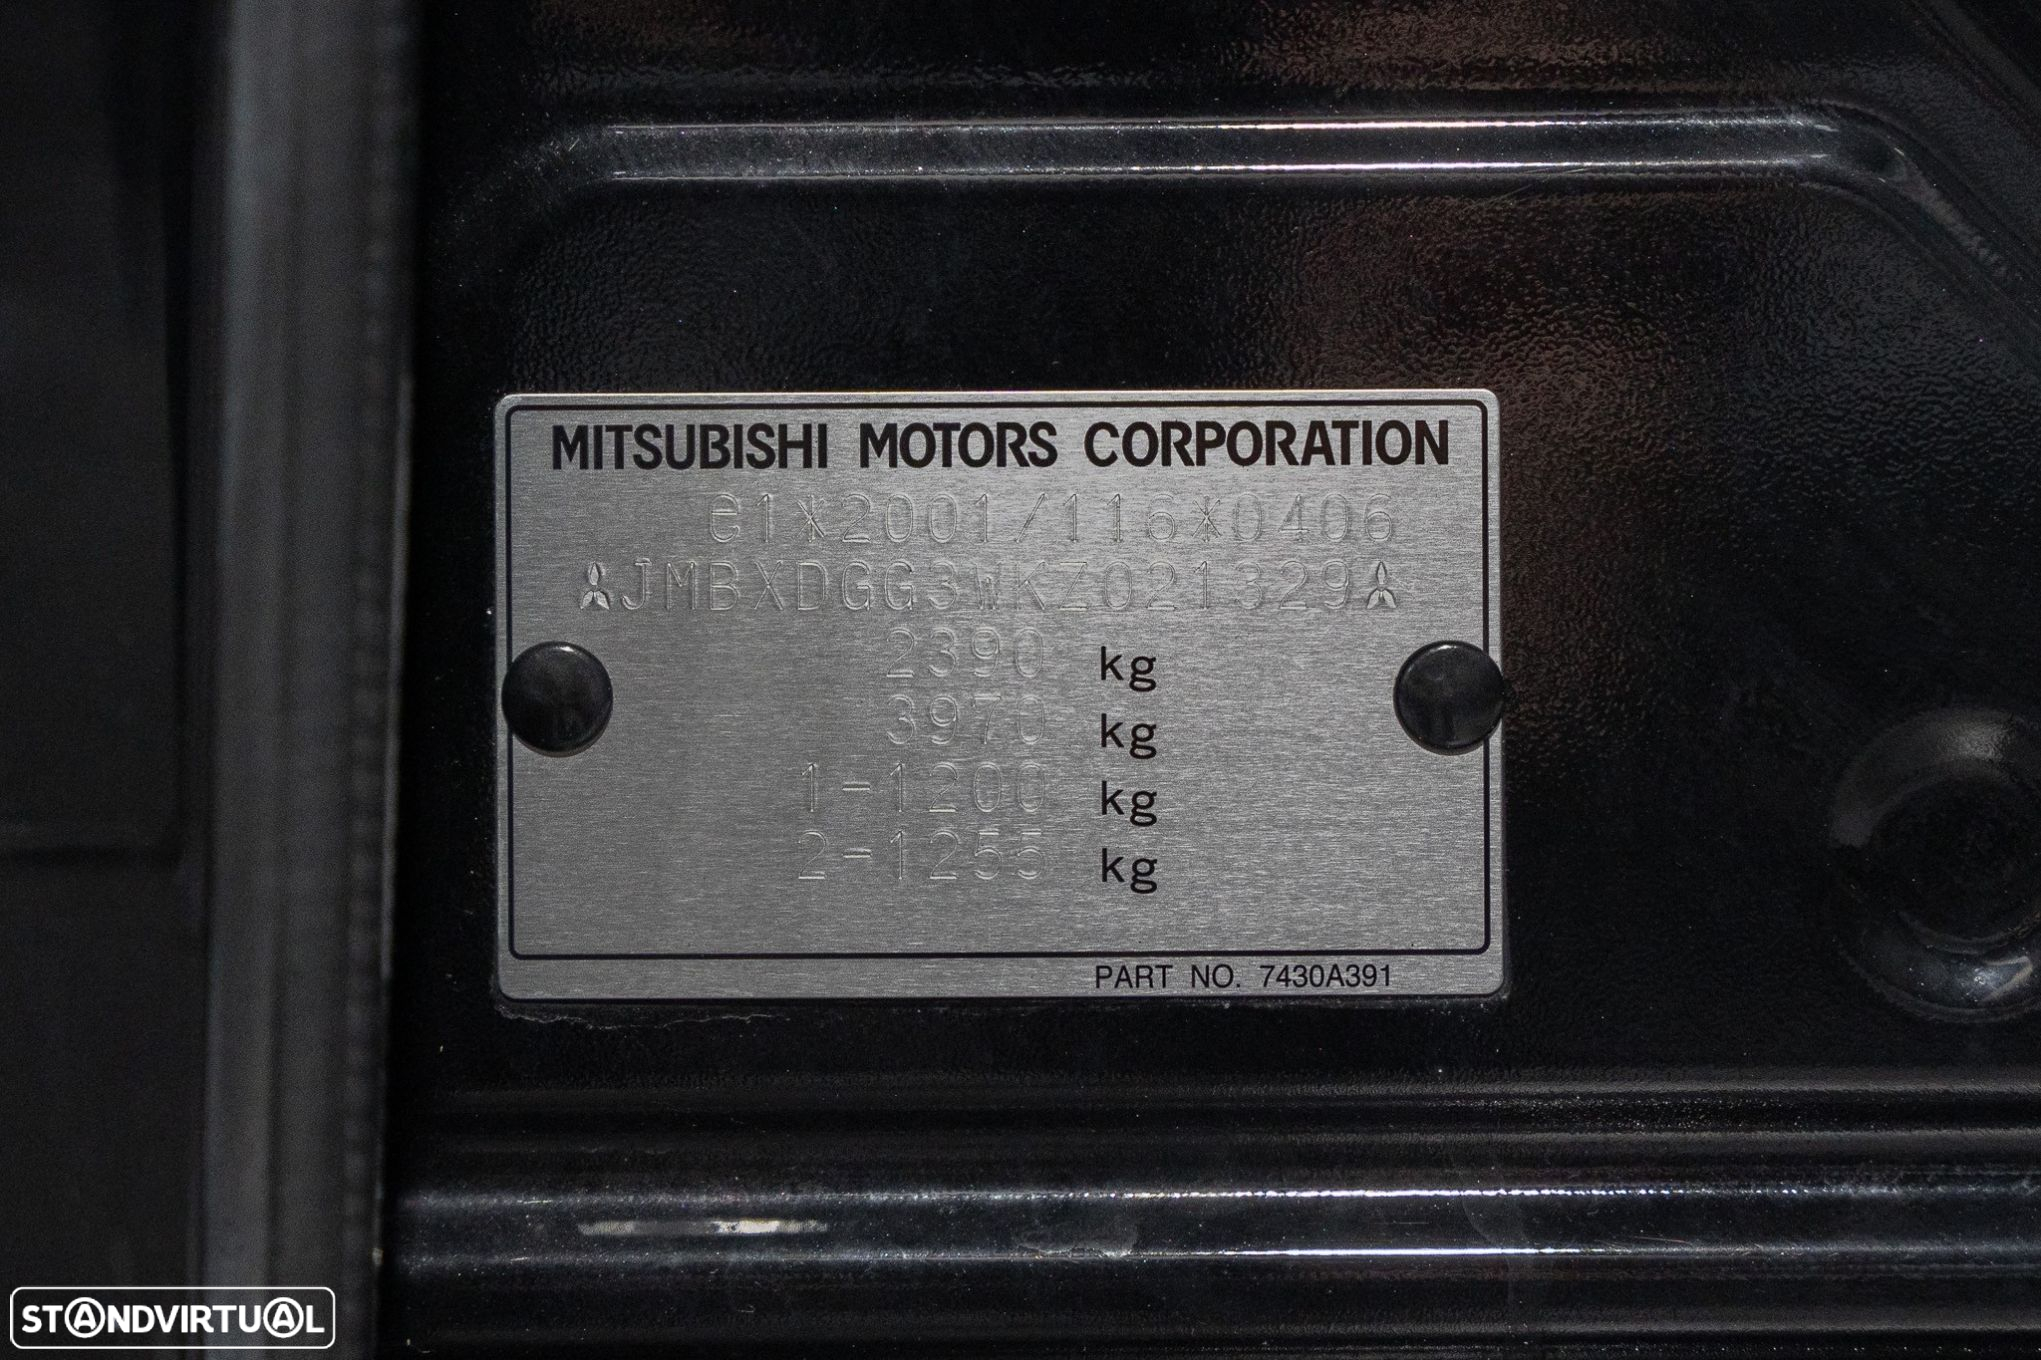 MITSUBISHI MOTORS CORPORATION
e1*2001/116*0406
JMBXDGG3WKZ021329
2390 kg
3970 kg
1-1200 kg
2-1255 kg
PART NO. 7430A391
STANDVIRTUAL